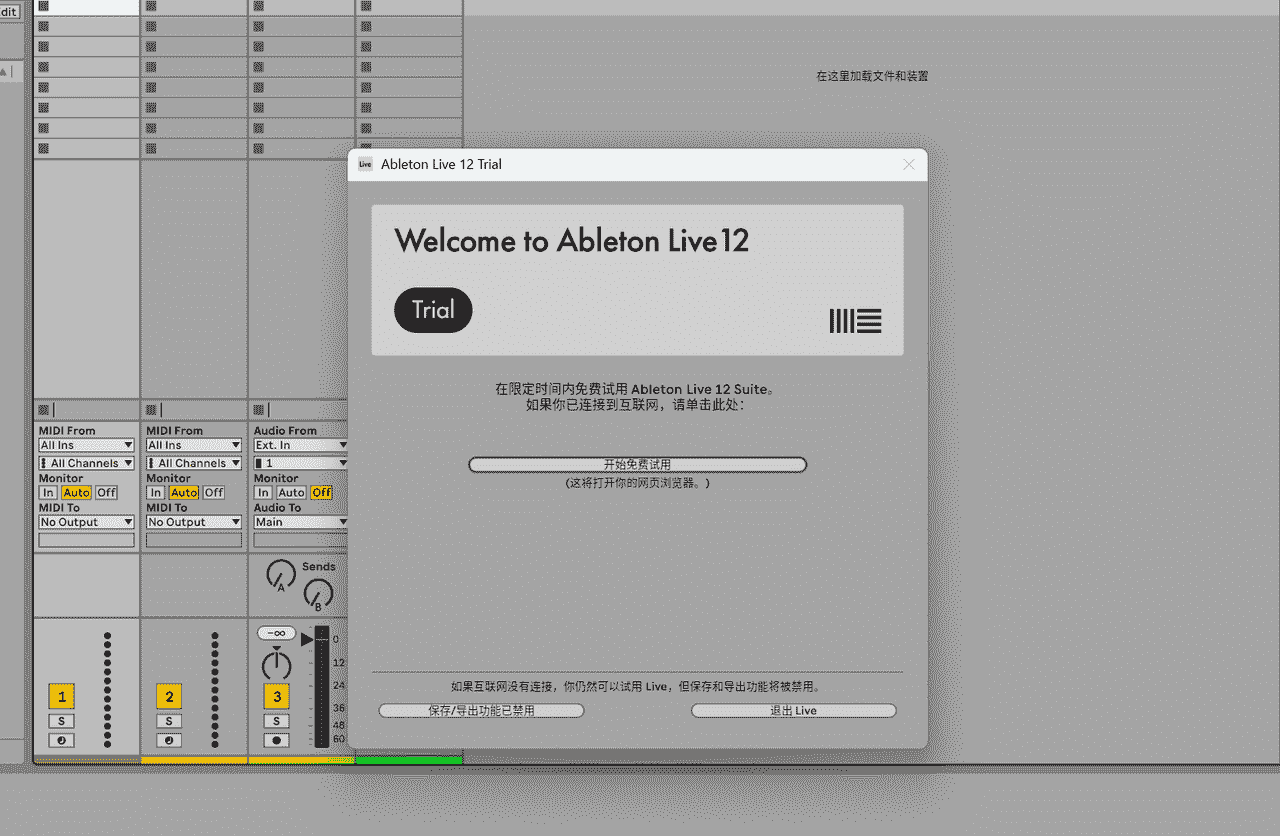 dit
在这里加载文件和装置
Live
Ableton Live 12 Trial
Welcome to Ableton Live 12
Trial
在限定时间内免费试用 Ableton Live 12 Suite。
如果你已连接到互联网，请单击此处：
开始免费试用
(这将打开你的网页浏览器。)
如果互联网没有连接，你仍然可以试用 Live，但保存和导出功能将被禁用。
保存/导出功能已禁用
退出 Live
MIDI From
All Ins
All Channels
Monitor
In Auto Off
MIDI To
No Output
1
S
MIDI From
All Ins
All Channels
Monitor
In Auto Off
MIDI To
No Output
2
S
Audio From
Ext. In
1
Monitor
In Auto Off
Audio To
Main
Sends
A
B
-∞
0
12
24
36
48
60
3
S